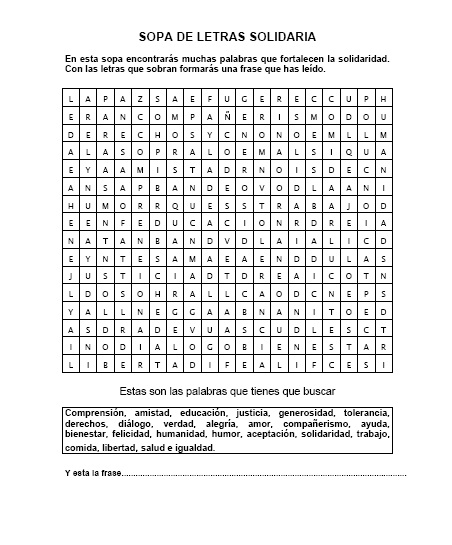 SOPA DE LETRAS SOLIDARIA
En esta sopa encontrarás muchas palabras que fortalecen la solidaridad.
Con las letras que sobran formarás una frase que has leído.
L A P A Z S A E F U G E R E C C U P H
E R A N C O M P A Ñ E R I S M O D O U
D E R E C H O S Y C N O N O E M L L M
A L A S O P R A L O E M A L S I Q U A
E Y A A M I S T A D R N O I S D E C N
A N S A P B A N D E O V O D L A A N I
H U M O R R Q U E S S T R A B A J O D
E E N F E D U C A C I O N R D R E I A
N A T A N B A N D V D L A I A L I C D
E Y N T E S A M A E A E N D D U L A S
J U S T I C I A D T D R E A I C O T N
L D O S O H R A L L C A O D C N E P S
Y A L L N E G G A A B N A N I T O E D
A S D R A D E V U A S C U D L E S C T
I N O D I A L O G O B I E N E S T A R
L I B E R T A D I F E A L I F C E S I
Estas son las palabras que tienes que buscar
Comprensión, amistad, educación, justicia, generosidad, tolerancia,
derechos, diálogo, verdad, alegría, amor, compañerismo, ayuda,
bienestar, felicidad, humanidad, humor, aceptación, solidaridad, trabajo,
comida, libertad, salud e igualdad.
Y esta la frase....................................................................................................